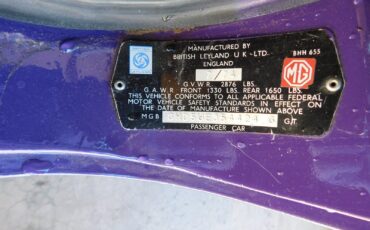 MANUFACTURED BY
BRITISH LEYLAND U K - LTD.
BHH 655
ENGLAND
G.V.W.R. 2876 LBS.
G.A.W.R. FRONT 1330 LBS. REAR 1650 LBS.
THIS VEHICLE CONFORMS TO ALL APPLICABLE FEDERAL
MOTOR VEHICLE SAFETY STANDARDS IN EFFECT ON
THE DATE OF MANUFACTURE SHOWN ABOVE
MGB G/T
PASSENGER CAR
MG